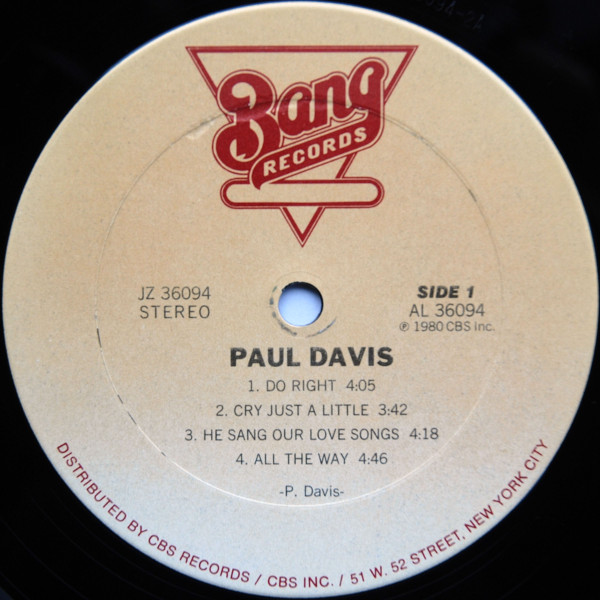 Bang
RECORDS
JZ 36094
STEREO
SIDE 1
AL 36094
℗ 1980 CBS Inc.
PAUL DAVIS
1. DO RIGHT 4:05
2. CRY JUST A LITTLE 3:42
3. HE SANG OUR LOVE SONGS 4:18
4. ALL THE WAY 4:46
-P. Davis-
DISTRIBUTED BY CBS RECORDS / CBS INC. / 51 W. 52 STREET, NEW YORK CITY